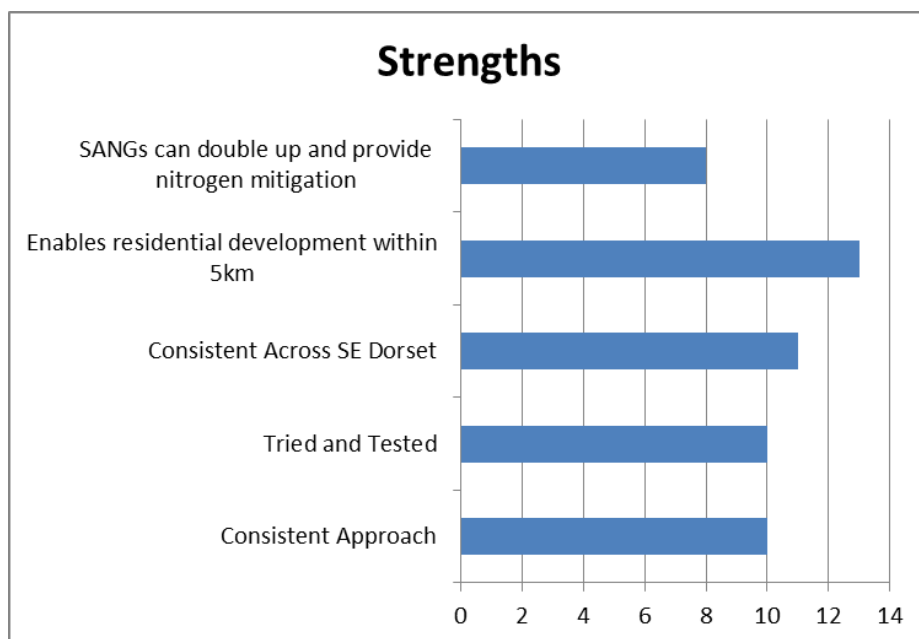 Strengths
SANGs can double up and provide
nitrogen mitigation
Enables residential development within
5km
Consistent Across SE Dorset
Tried and Tested
Consistent Approach
0 2 4 6 8 10 12 14